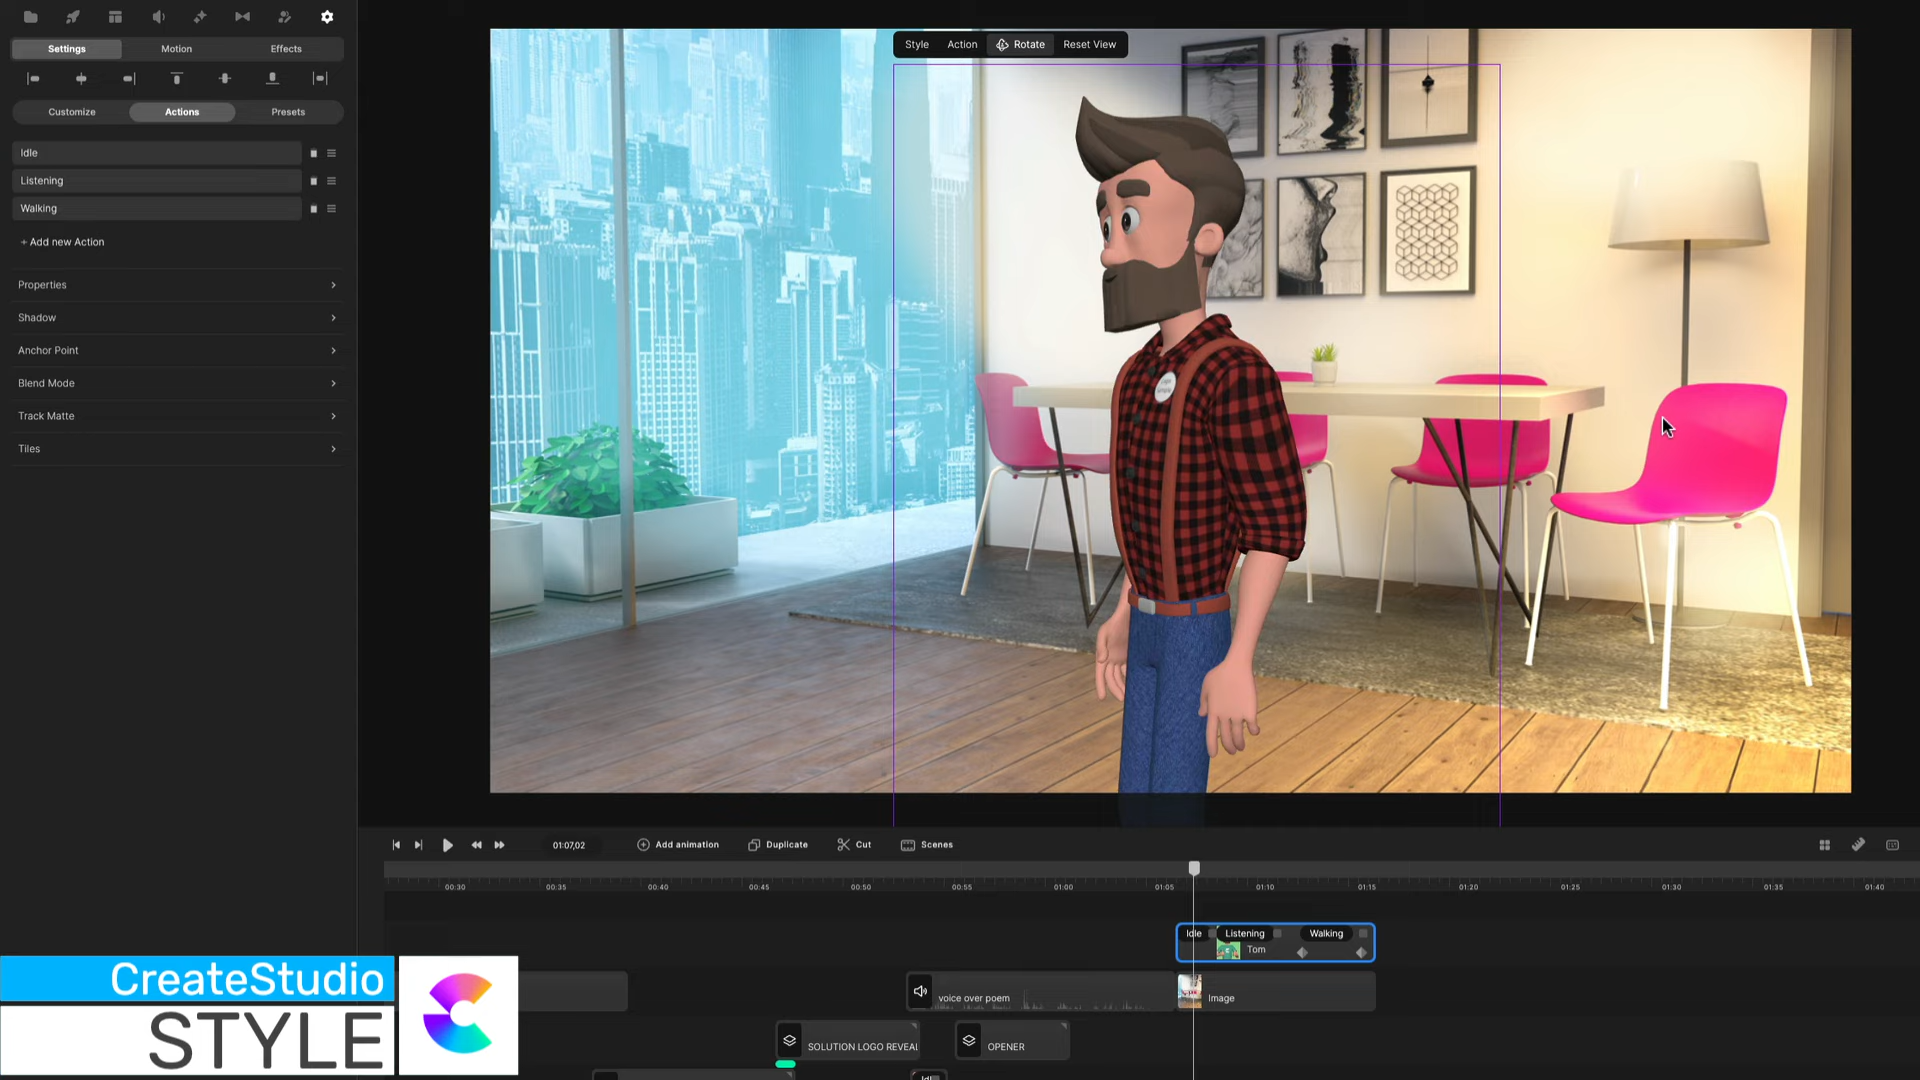 Settings Motion Effects
Customize Actions Presets
Idle
Listening
Walking
+ Add new Action
Properties
Shadow
Anchor Point
Blend Mode
Track Matte
Tiles
Style Action Rotate Reset View
01:07,02 Add animation Duplicate Cut Scenes
00:30 00:35 00:40 00:45 00:50 00:55 01:00 01:05 01:10 01:15 01:20 01:25 01:30 01:35 01:40
Idle Listening Walking
Tom
voice over poem Image
SOLUTION LOGO REVEAL OPENER
CreateStudio
STYLE